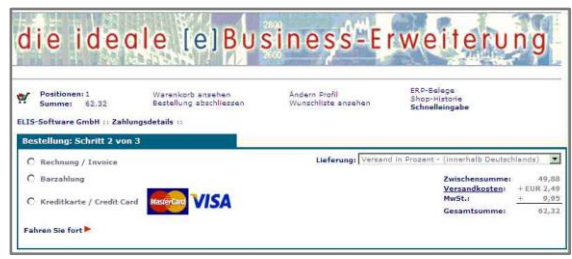 die ideale [e]Business-Erweiterung
Positionen: 1
Summe: 62.32
Warenkorb ansehen
Bestellung abschliessen
Ändern Profil
Wunschliste ansehen
ERP-Belege
Shop-Historie
Schnelleingabe
ELIS-Software GmbH :: Zahlungsdetails ::
Bestellung: Schritt 2 von 3
Rechnung / Invoice
Barzahlung
Kreditkarte / Credit Card MasterCard VISA
Fahren Sie fort
Lieferung: Versand in Prozent - (innerhalb Deutschlands)
Zwischensumme: 49,88
Versandkosten: + EUR 2,49
MwSt.: + 9,95
Gesamtsumme: 62,32